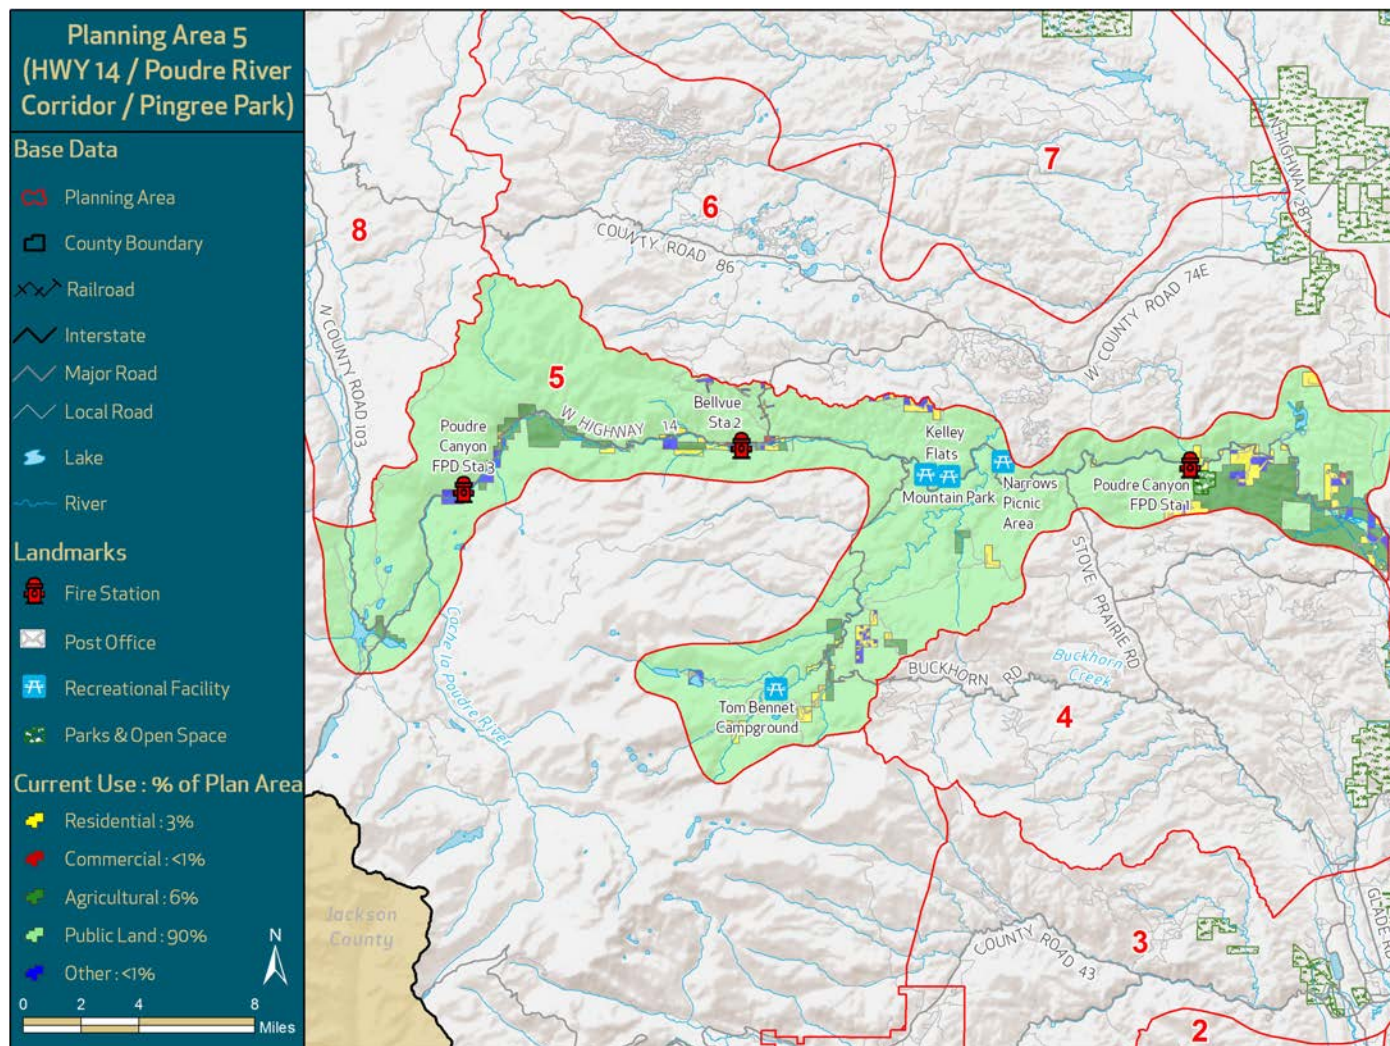 Planning Area 5
(HWY 14 / Poudre River
Corridor / Pingree Park)
Base Data
Planning Area
County Boundary
Railroad
Interstate
Major Road
Local Road
Lake
River
Landmarks
Fire Station
Post Office
Recreational Facility
Parks & Open Space
Current Use : % of Plan Area
Residential : 3%
Commercial : <1%
Agricultural : 6%
Public Land : 90%
Other : <1%
N
0 2 4 8
Miles
7
6
8
N HIGHWAY 287
COUNTY ROAD 86
W COUNTY ROAD 74E
N COUNTY ROAD 103
5
Bellvue
Sta 2
W HIGHWAY 14
Poudre
Canyon
FPD Sta 3
Kelley
Flats
Mountain Park
Narrows
Picnic
Area
Poudre Canyon
FPD Sta 1
STOVE PRAIRIE RD
Cache la Poudre River
BUCKHORN RD
Buckhorn
Creek
Tom Bennet
Campground
4
Jackson
County
3
COUNTY ROAD 43
GLADE RD
2